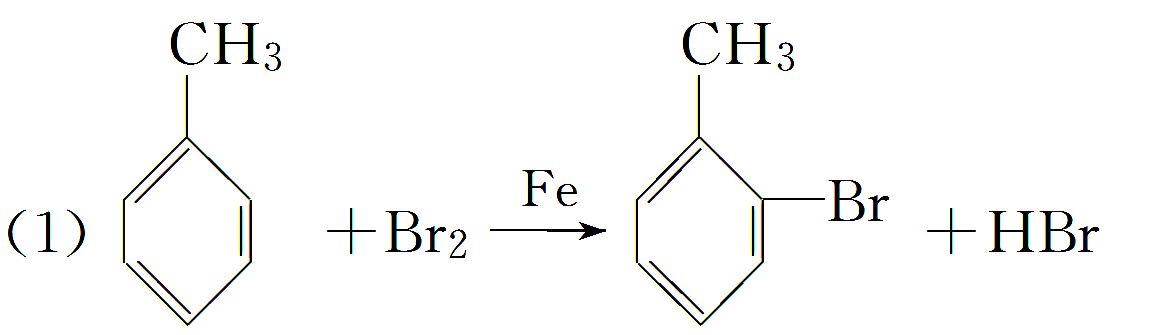 CH₃ CH₃
(1) +Br₂ Fe Br +HBr